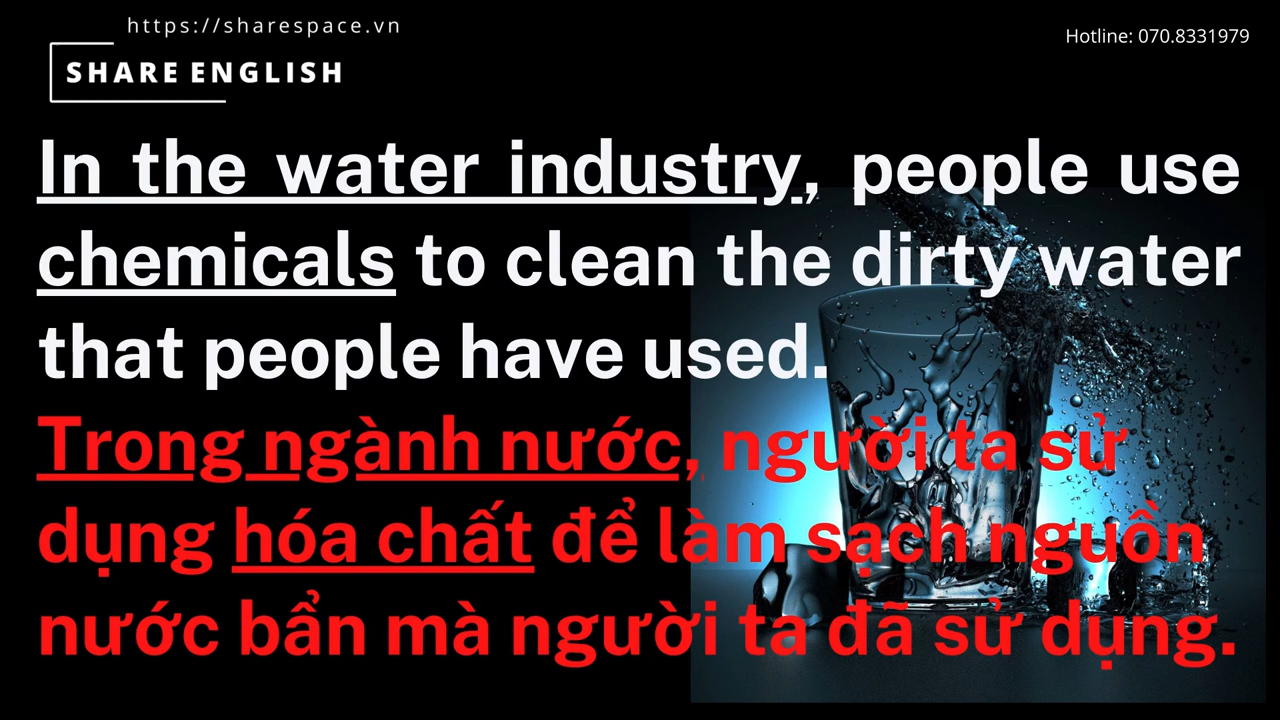 https://sharespace.vn
Hotline: 070.8331979
SHARE ENGLISH
In the water industry, people use
chemicals to clean the dirty water
that people have used.
Trong ngành nước, người ta sử
dụng hóa chất để làm sạch nguồn
nước bẩn mà người ta đã sử dụng.